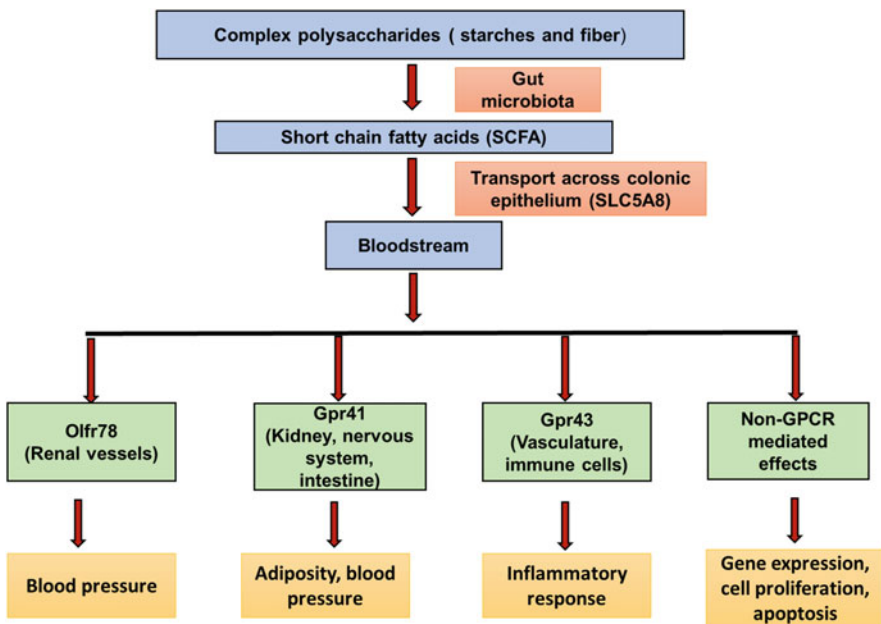 Complex polysaccharides ( starches and fiber)
Gut
microbiota
Short chain fatty acids (SCFA)
Transport across colonic
epithelium (SLC5A8)
Bloodstream
Olfr78
(Renal vessels)
Gpr41
(Kidney, nervous
system,
intestine)
Gpr43
(Vasculature,
immune cells)
Non-GPCR
mediated
effects
Blood pressure
Adiposity, blood
pressure
Inflammatory
response
Gene expression,
cell proliferation,
apoptosis